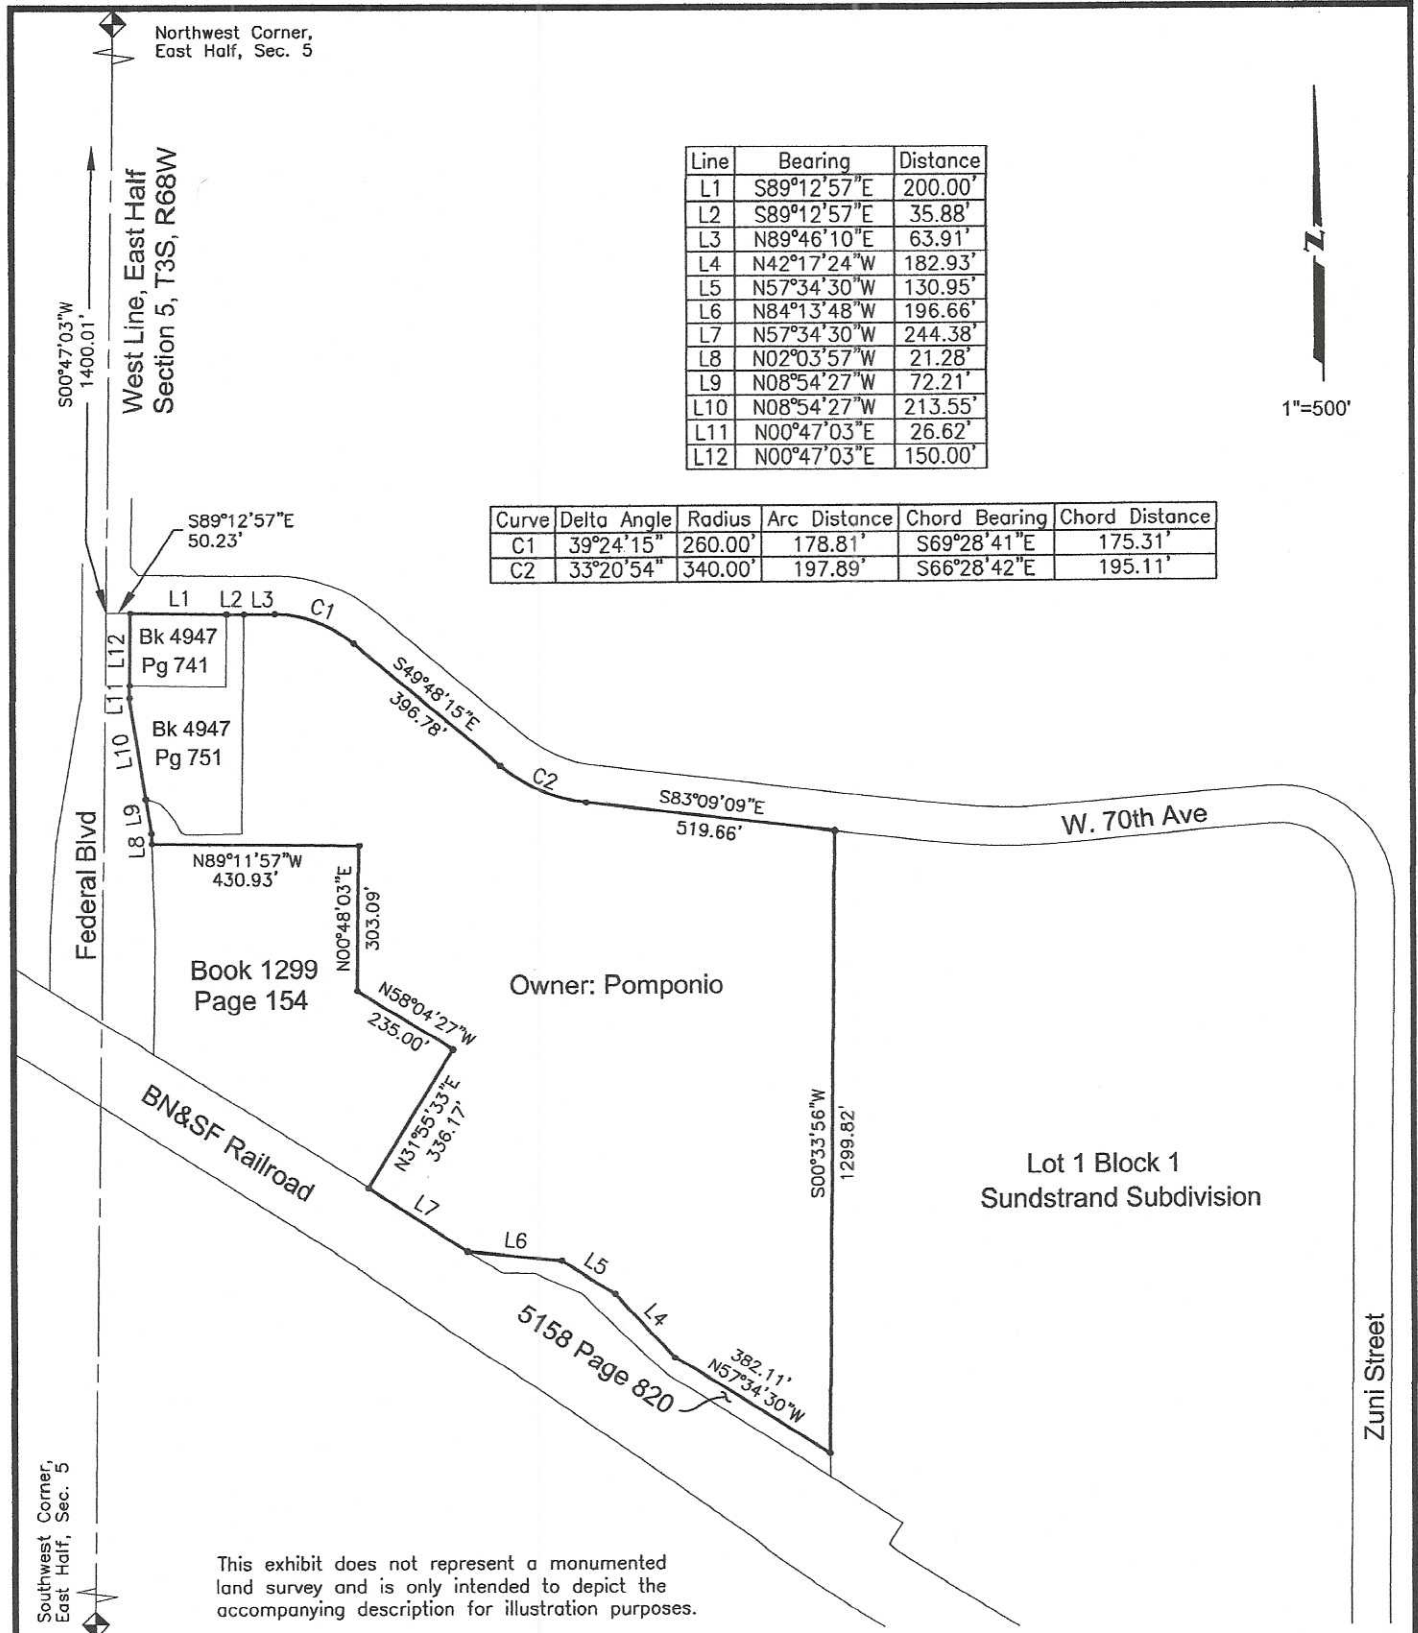 Northwest Corner,
East Half, Sec. 5
West Line, East Half
Section 5, T3S, R68W
S00°47'03"W
1400.01'
Line Bearing Distance
L1 S89°12'57"E 200.00'
L2 S89°12'57"E 35.88'
L3 N89°46'10"E 63.91'
L4 N42°17'24"W 182.93'
L5 N57°34'30"W 130.95'
L6 N84°13'48"W 196.66'
L7 N57°34'30"W 244.38'
L8 N02°03'57"W 21.28'
L9 N08°54'27"W 72.21'
L10 N08°54'27"W 213.55'
L11 N00°47'03"E 26.62'
L12 N00°47'03"E 150.00'
N
1"=500'
Curve Delta Angle Radius Arc Distance Chord Bearing Chord Distance
C1 39°24'15" 260.00' 178.81' S69°28'41"E 175.31'
C2 33°20'54" 340.00' 197.89' S66°28'42"E 195.11'
S89°12'57"E
50.23'
L1 L2 L3 C1
L12
Bk 4947
Pg 741
L11
S49°48'15"E
396.78'
Bk 4947
Pg 751
L10
C2
S83°09'09"E
519.66'
W. 70th Ave
L9
L8
N89°11'57"W
430.93'
Federal Blvd
N00°48'03"E
303.09'
Book 1299
Page 154
Owner: Pomponio
N58°04'27"W
235.00'
N31°55'33"E
336.17'
BN&SF Railroad
S00°33'56"W
1299.82'
Lot 1 Block 1
Sundstrand Subdivision
L7
L6
L5
L4
5158 Page 820
382.11'
N57°34'30"W
Zuni Street
Southwest Corner,
East Half, Sec. 5
This exhibit does not represent a monumented
land survey and is only intended to depict the
accompanying description for illustration purposes.